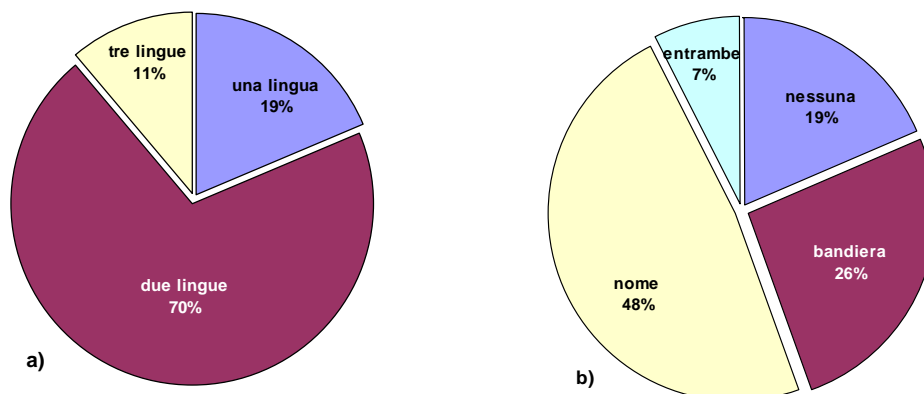 tre lingue
11%
una lingua
19%
due lingue
70%
a)
entrambe
7%
nessuna
19%
bandiera
26%
nome
48%
b)